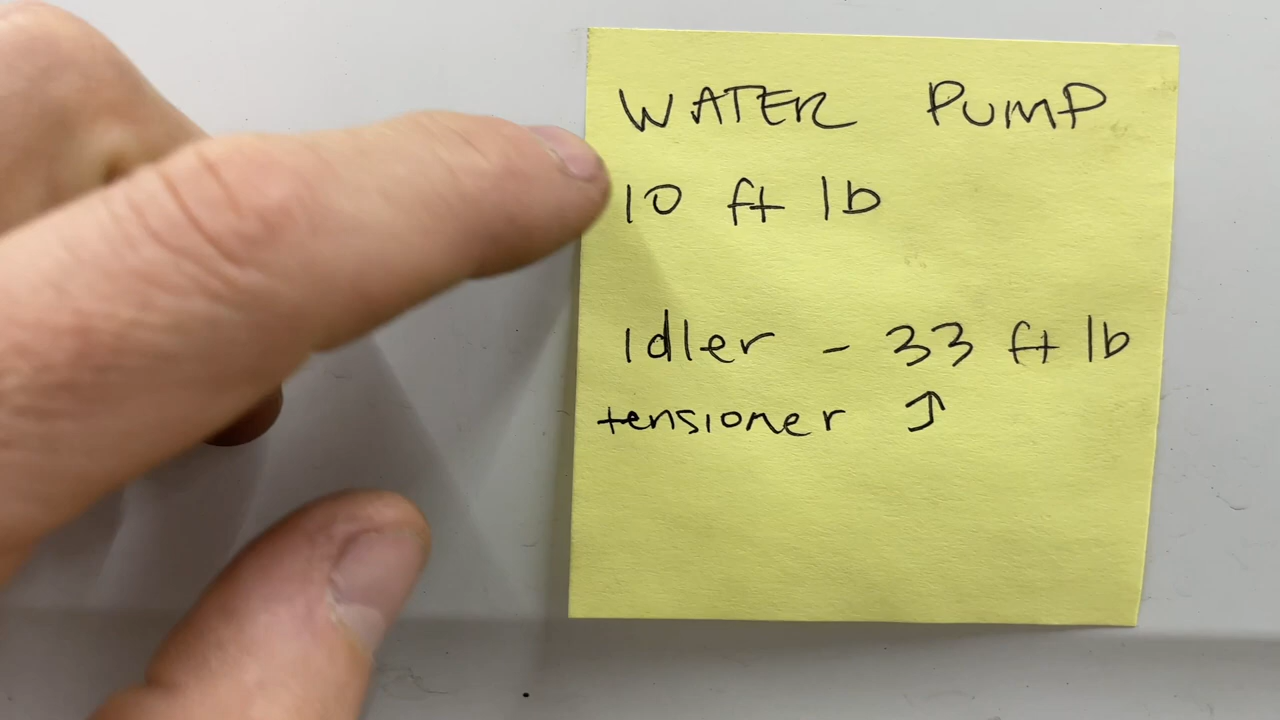 WATER PUMP
10 ft lb
Idler - 33 ft lb
tensioner ⤴